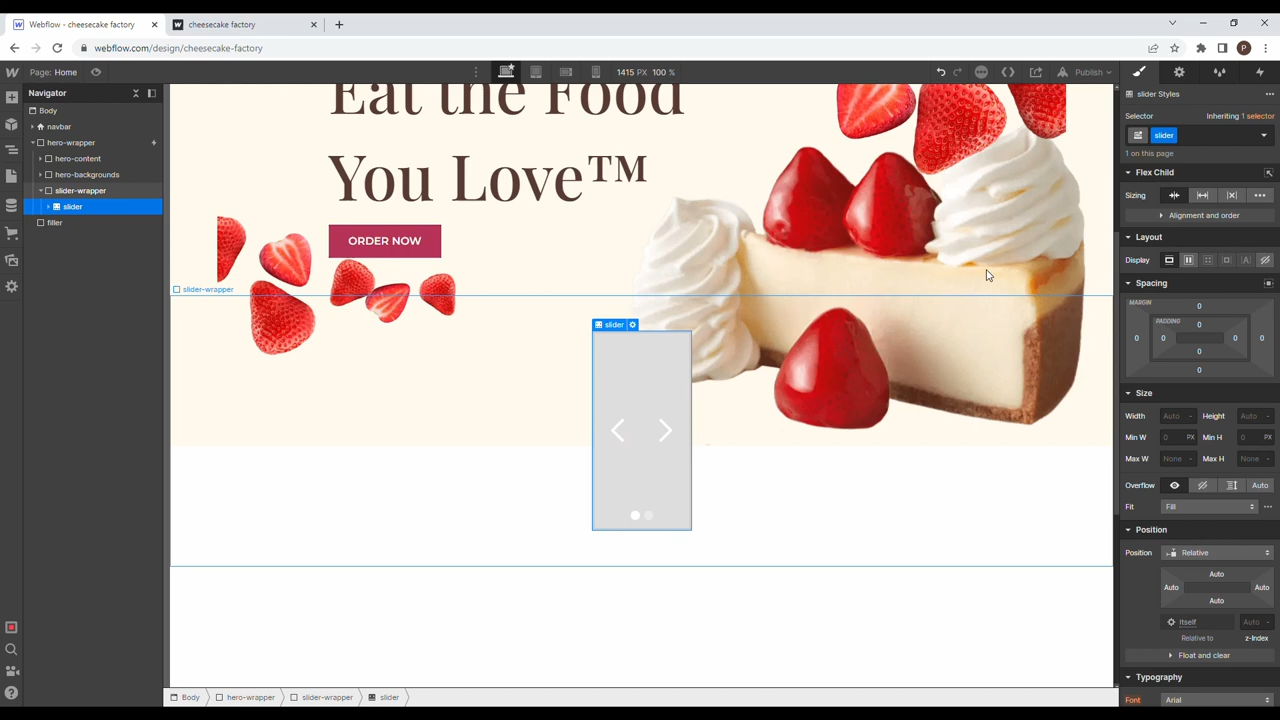 Webflow - cheesecake factory
cheesecake factory
webflow.com/design/cheesecake-factory
P
Page: Home
1415 PX 100 %
Publish
Navigator
Body
navbar
hero-wrapper
hero-content
hero-backgrounds
slider-wrapper
slider
filler
Eat the Food
You Love™
ORDER NOW
slider-wrapper
slider
slider Styles
Selector
Inheriting 1 selector
slider
1 on this page
Flex Child
Sizing
Alignment and order
Layout
Display
Spacing
MARGIN
0
PADDING
0
0 0 0 0
0
0
Size
Width Auto - Height Auto -
Min W 0 PX Min H 0 PX
Max W None - Max H None -
Overflow Auto
Fit Fill
Position
Position Relative
Auto
Auto Auto
Auto
Itself Auto -
Relative to z-Index
Float and clear
Typography
Font Arial
Body hero-wrapper slider-wrapper slider